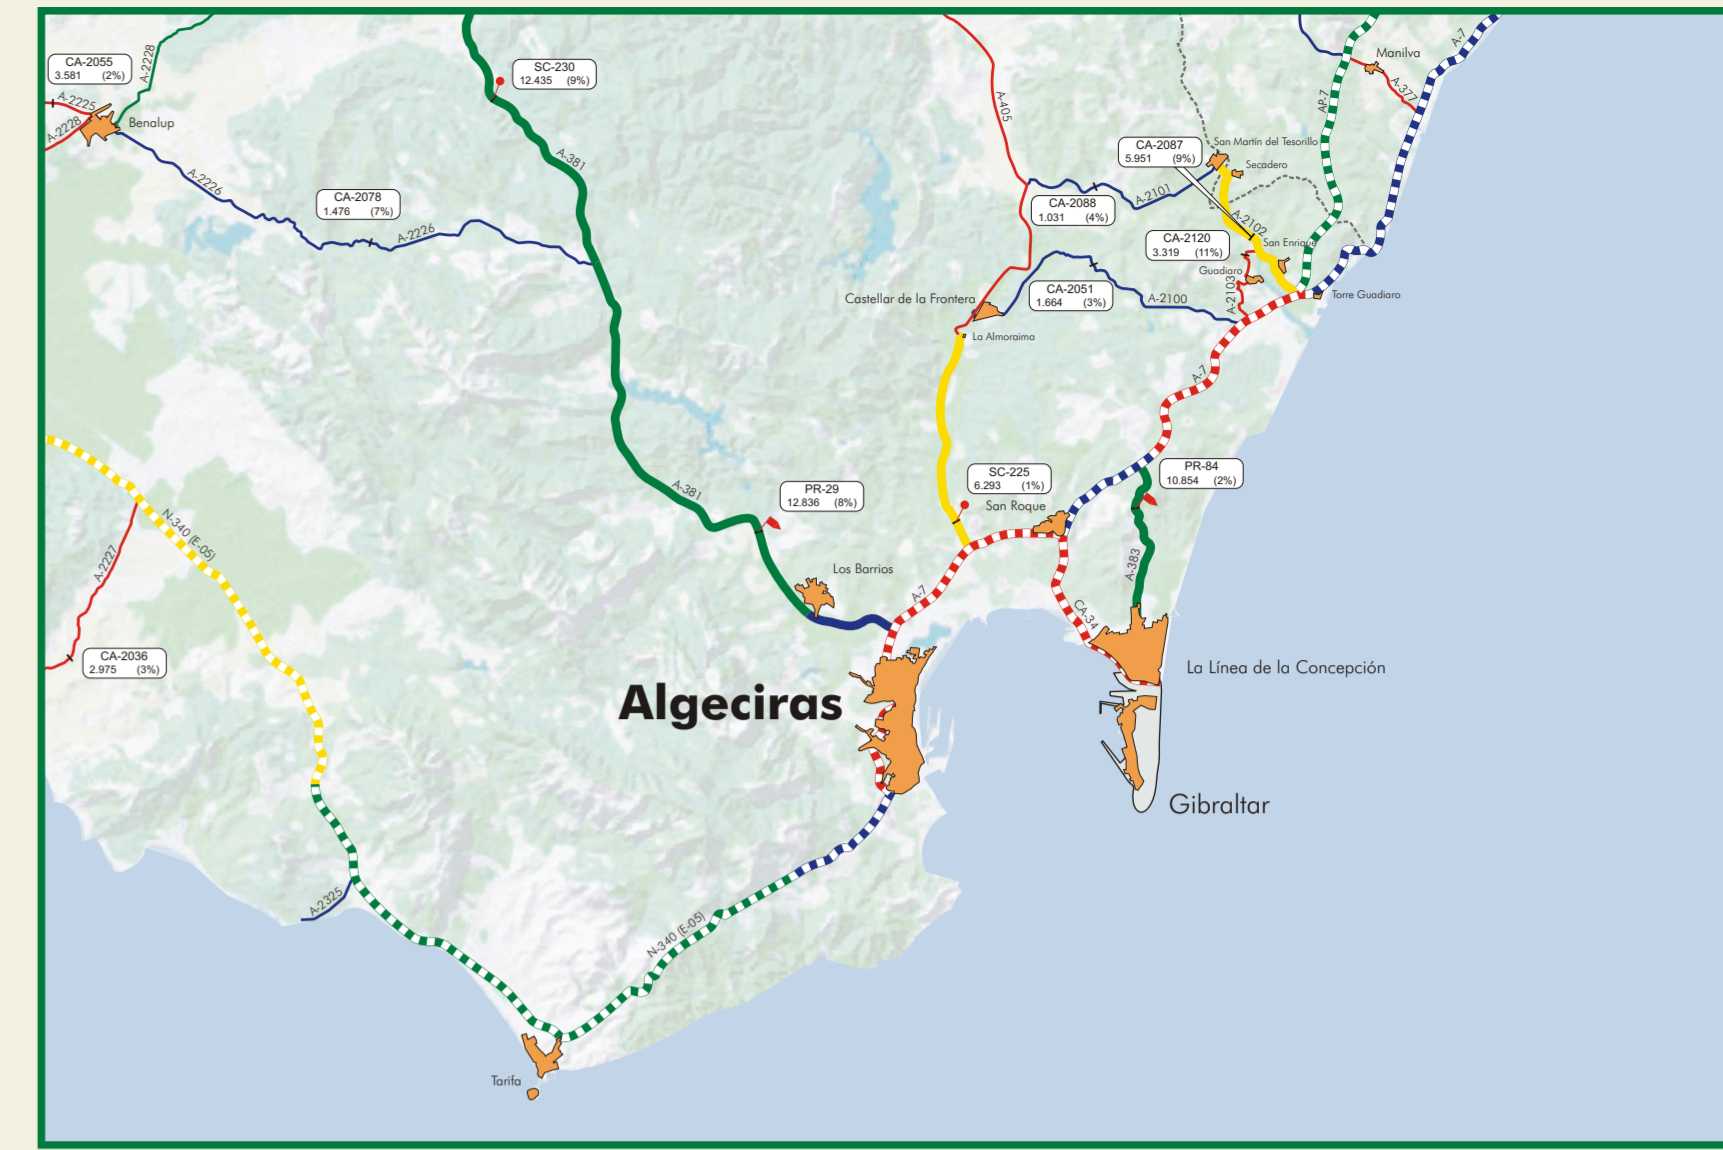 CA-2055
3.581 (2%)
A-2228
A-2225
A-2228
Benalup
SC-230
12.435 (9%)
A-381
A-405
Manilva
A-7
A-377
AP-7
CA-2087
5.951 (9%)
San Martín del Tesorillo
Secadero
A-2226
CA-2078
1.476 (7%)
A-2226
CA-2088
1.031 (4%)
A-2101
A-2102
CA-2120
3.319 (11%)
San Enrique
Guadiaro
A-2103
Torre Guadiaro
CA-2051
1.664 (3%)
A-2100
Castellar de la Frontera
La Almoraima
A-7
A-381
PR-29
12.836 (8%)
SC-225
6.293 (1%)
San Roque
PR-84
10.854 (2%)
A-383
N-340 (E-05)
A-2227
Los Barrios
A-7
CA-34
CA-2036
2.975 (3%)
Algeciras
La Línea de la Concepción
Gibraltar
A-2325
N-340 (E-05)
Tarifa